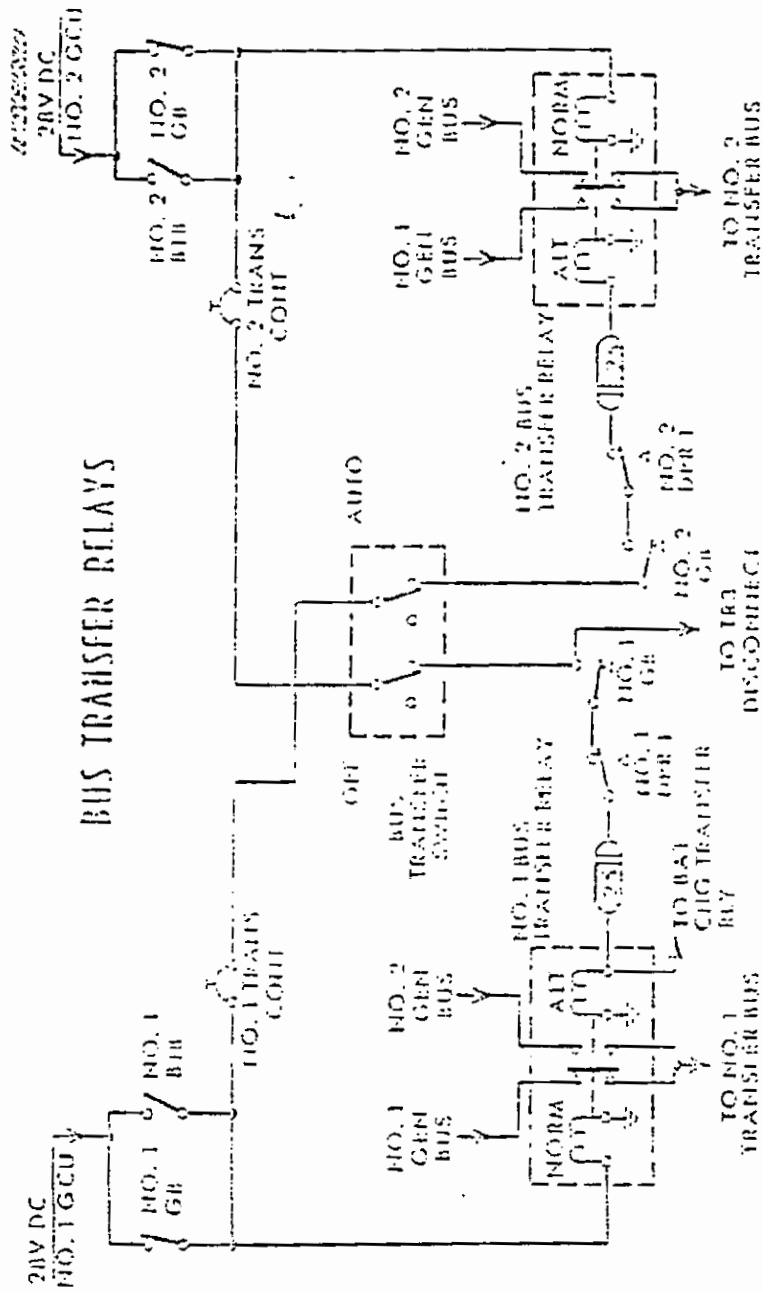 BUS TRANSFER RELAYS
28V DC
NO. 1 GCU
NO. 1
GB
NO. 1
BTB
NO. 1 TRANS
CONT
28V DC
NO. 2 GCU
NO. 2
BTB
NO. 2
GB
NO. 2 TRANS
CONT
OFF
AUTO
BUS
TRANSFER
SWITCH
NO. 1
GEN
BUS
NO. 2
GEN
BUS
NO. 1 BUS
TRANSFER RELAY
NORM
ALT
.25
NO. 1
DPR 1
NO. 1
GB
TO BAT
CHG TRANSFER
RLY
TO NO. 1
TRANSFER BUS
TO TR3
DISCONNECT
NO. 2
GB
NO. 2
DPR 1
.25
NO. 2 BUS
TRANSFER RELAY
NO. 1
GEN
BUS
NO. 2
GEN
BUS
ALT
NORM
TO NO. 2
TRANSFER BUS